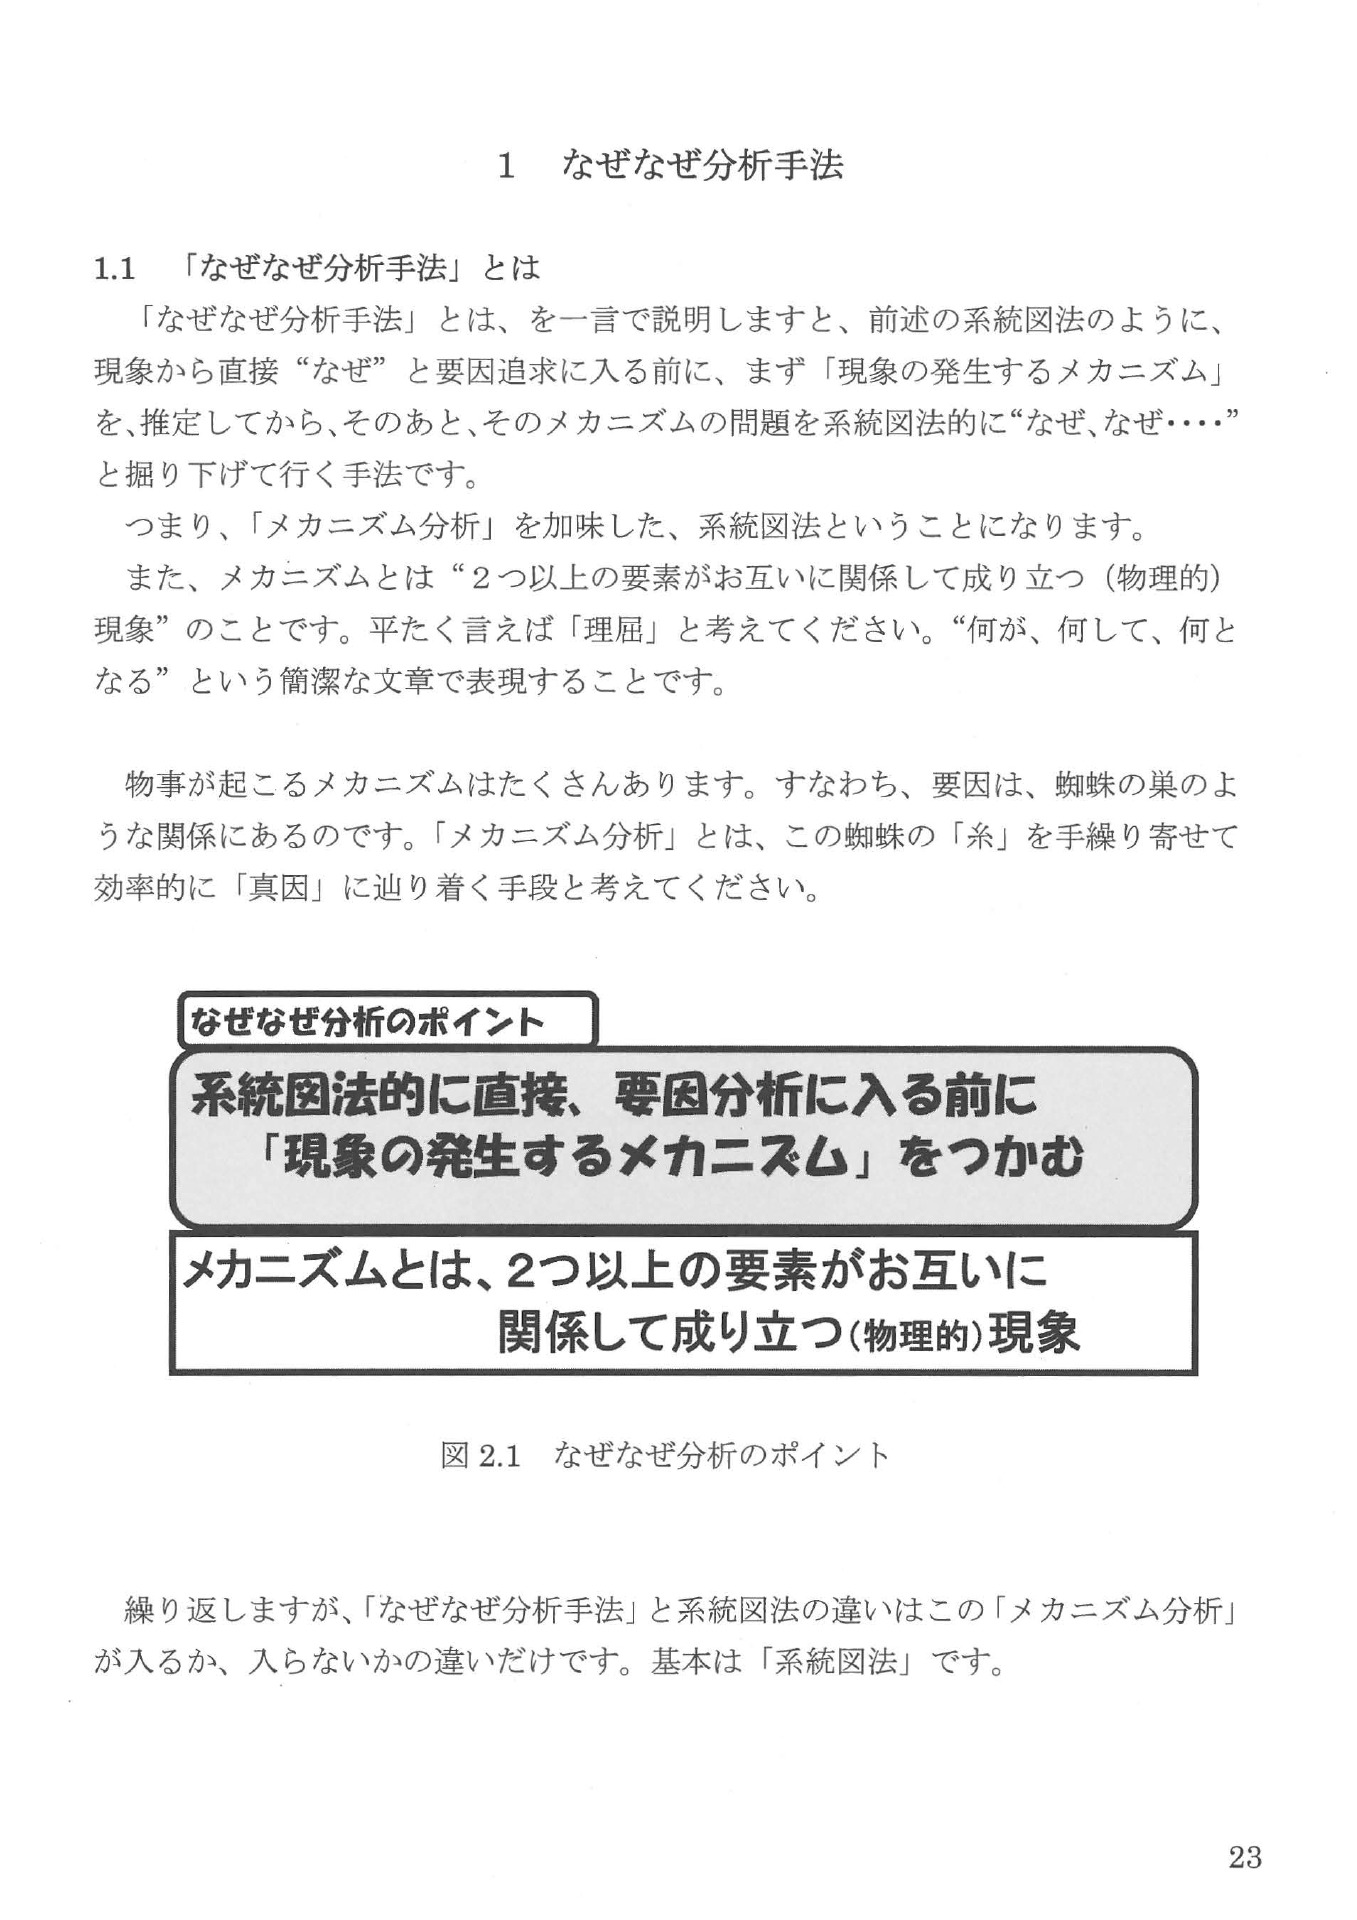 1　なぜなぜ分析手法
1.1　「なぜなぜ分析手法」とは
「なぜなぜ分析手法」とは、を一言で説明しますと、前述の系統図法のように、
現象から直接“なぜ”と要因追求に入る前に、まず「現象の発生するメカニズム」
を、推定してから、そのあと、そのメカニズムの問題を系統図法的に“なぜ、なぜ････”
と掘り下げて行く手法です。
つまり、「メカニズム分析」を加味した、系統図法ということになります。
また、メカニズムとは“２つ以上の要素がお互いに関係して成り立つ（物理的）
現象”のことです。平たく言えば「理屈」と考えてください。“何が、何して、何と
なる”という簡潔な文章で表現することです。
物事が起こるメカニズムはたくさんあります。すなわち、要因は、蜘蛛の巣のよ
うな関係にあるのです。「メカニズム分析」とは、この蜘蛛の「糸」を手繰り寄せて
効率的に「真因」に辿り着く手段と考えてください。
なぜなぜ分析のポイント
系統図法的に直接、要因分析に入る前に
「現象の発生するメカニズム」をつかむ
メカニズムとは、2つ以上の要素がお互いに
関係して成り立つ(物理的)現象
図 2.1　なぜなぜ分析のポイント
繰り返しますが、「なぜなぜ分析手法」と系統図法の違いはこの「メカニズム分析」
が入るか、入らないかの違いだけです。基本は「系統図法」です。
23